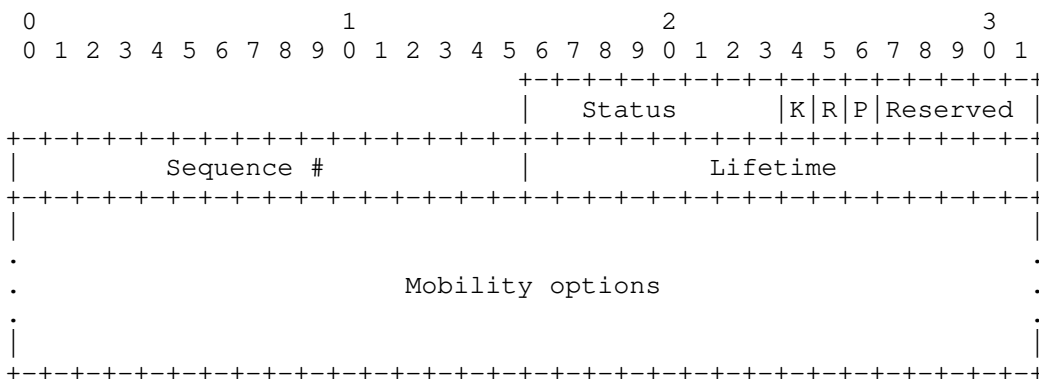 0                   1                   2                   3
0 1 2 3 4 5 6 7 8 9 0 1 2 3 4 5 6 7 8 9 0 1 2 3 4 5 6 7 8 9 0 1
                                +-+-+-+-+-+-+-+-+-+-+-+-+-+-+-+-+
                                |   Status      |K|R|P|Reserved |
+-+-+-+-+-+-+-+-+-+-+-+-+-+-+-+-+-+-+-+-+-+-+-+-+-+-+-+-+-+-+-+-+
|         Sequence #            |           Lifetime            |
+-+-+-+-+-+-+-+-+-+-+-+-+-+-+-+-+-+-+-+-+-+-+-+-+-+-+-+-+-+-+-+-+
|                                                               |
.                                                               .
.                        Mobility options                       .
.                                                               .
|                                                               |
+-+-+-+-+-+-+-+-+-+-+-+-+-+-+-+-+-+-+-+-+-+-+-+-+-+-+-+-+-+-+-+-+